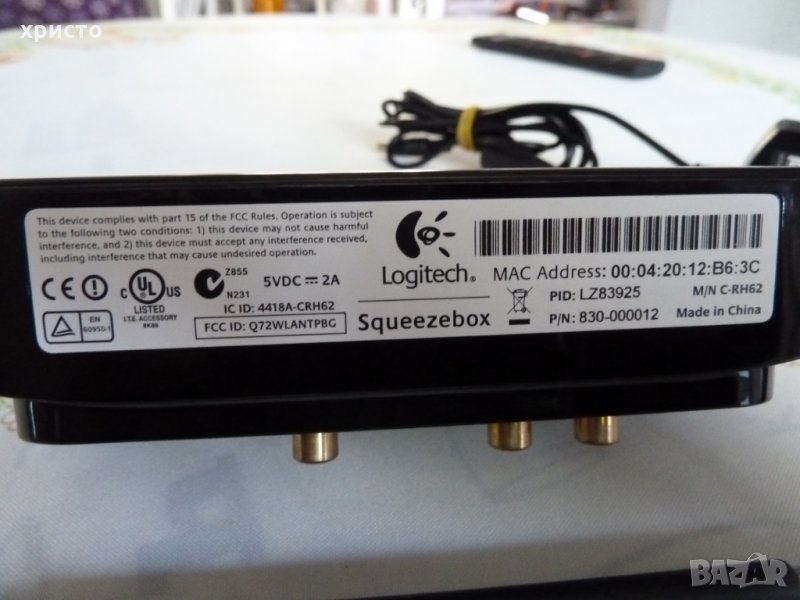 христо
This device complies with part 15 of the FCC Rules. Operation is subject
to the following two conditions: 1) this device may not cause harmful
interference, and 2) this device must accept any interference received,
including interference that may cause undesired operation.
CE
C UL US
LISTED
I.T.E. ACCESSORY
8K89
Z855
N231
5VDC ⎓ 2A
IC ID: 4418A-CRH62
EN
60950-1
FCC ID: Q72WLANTPBG
Logitech®
Squeezebox
MAC Address: 00:04:20:12:B6:3C
PID: LZ83925
M/N C-RH62
P/N: 830-000012
Made in China
BAZAR